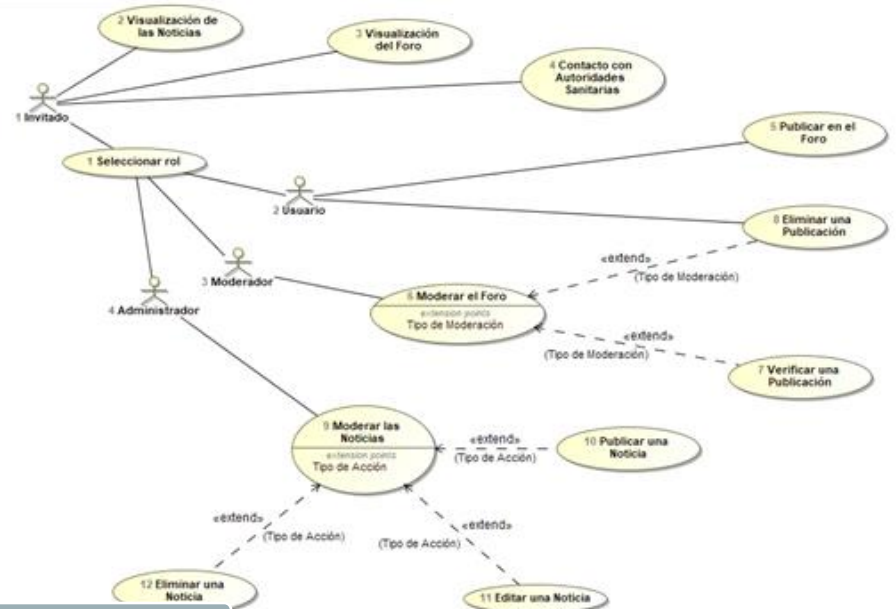 2 Visualización de
las Noticias
3 Visualización
del Foro
4 Contacto con
Autoridades
Sanitarias
1 Invitado
5 Publicar en el
Foro
1 Seleccionar rol
2 Usuario
8 Eliminar una
Publicación
«extend»
(Tipo de Moderación)
3 Moderador
4 Administrador
6 Moderar el Foro
extension points
Tipo de Moderación
«extend»
(Tipo de Moderación)
7 Verificar una
Publicación
9 Moderar las
Noticias
extension points
Tipo de Acción
«extend»
(Tipo de Acción)
10 Publicar una
Noticia
«extend»
(Tipo de Acción)
«extend»
(Tipo de Acción)
12 Eliminar una
Noticia
11 Editar una Noticia